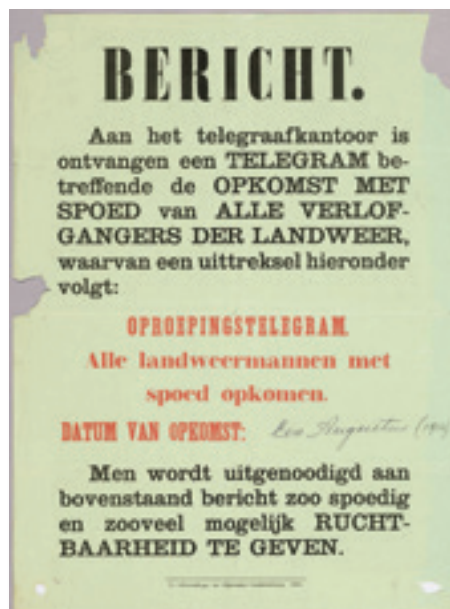 BERICHT.
Aan het telegraafkantoor is
ontvangen een TELEGRAM be-
treffende de OPKOMST MET
SPOED van ALLE VERLOF-
GANGERS DER LANDWEER,
waarvan een uittreksel hieronder
volgt:
OPROEPINGSTELEGRAM.
Alle landweermannen met
spoed opkomen.
DATUM VAN OPKOMST: Augustus
Men wordt uitgenoodigd aan
bovenstaand bericht zoo spoedig
en zooveel mogelijk RUCHT-
BAARHEID TE GEVEN.